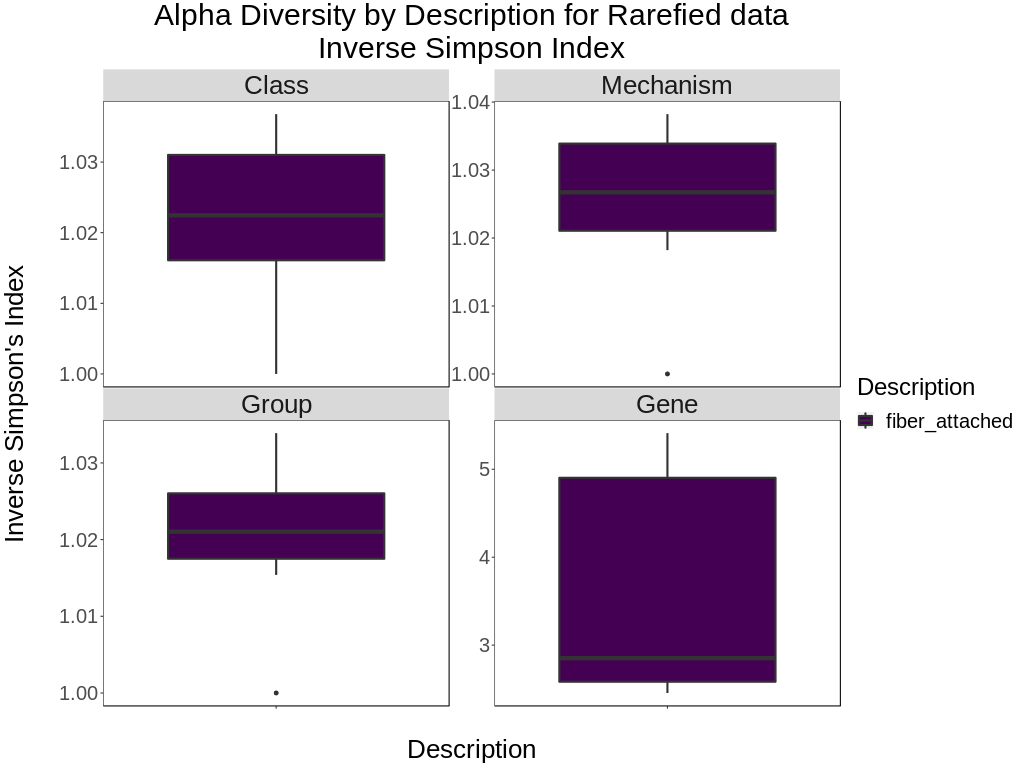 Alpha Diversity by Description for Rarefied data
Inverse Simpson Index
Class
Mechanism
1.03
1.02
1.01
1.00
1.04
1.03
1.02
1.01
1.00
Group
Gene
1.03
1.02
1.01
1.00
5
4
3
Inverse Simpson's Index
Description
Description
fiber_attached